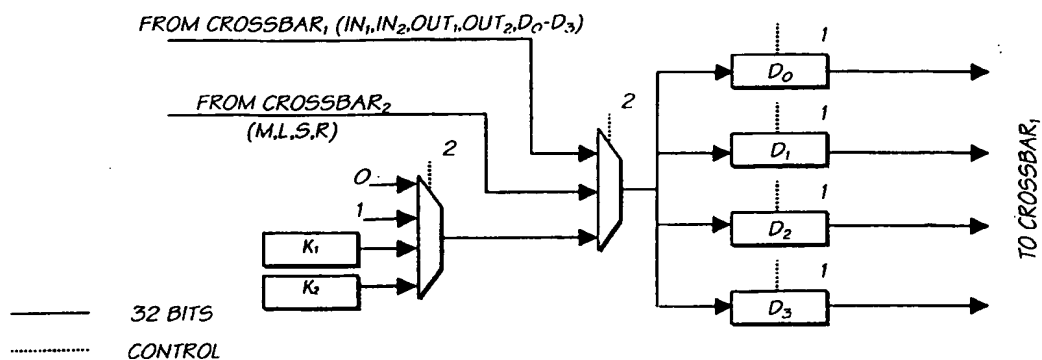 FROM CROSSBAR₁ (IN₁,IN₂,OUT₁,OUT₂,D₀-D₃)
1
D₀
2
FROM CROSSBAR₂
(M,L,S,R)
1
D₁
2
0
1
K₁
K₂
1
D₂
1
D₃
TO CROSSBAR₁
32 BITS
CONTROL